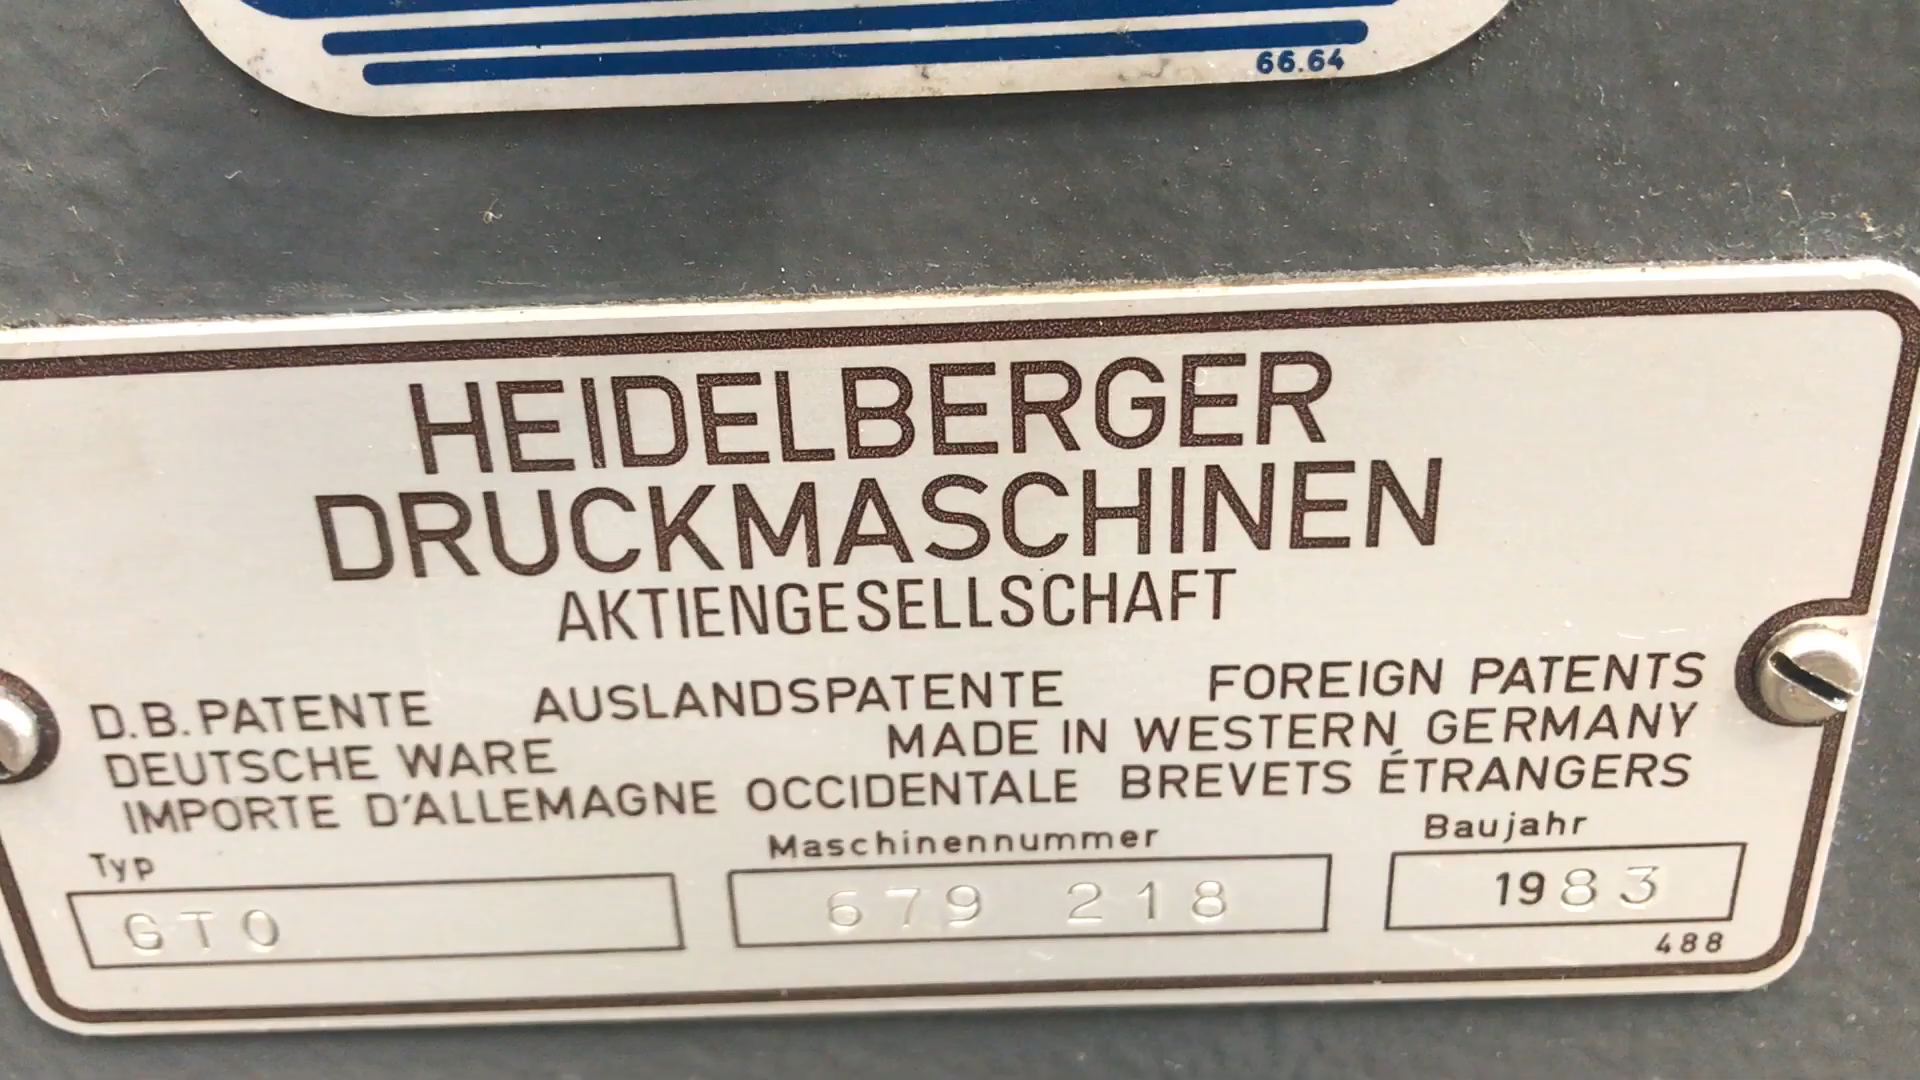 66.64
HEIDELBERGER
DRUCKMASCHINEN
AKTIENGESELLSCHAFT
D.B. PATENTE AUSLANDSPATENTE FOREIGN PATENTS
DEUTSCHE WARE MADE IN WESTERN GERMANY
IMPORTE D'ALLEMAGNE OCCIDENTALE BREVETS ÉTRANGERS
Typ Maschinennummer Baujahr
GTO 679 218 1983
488